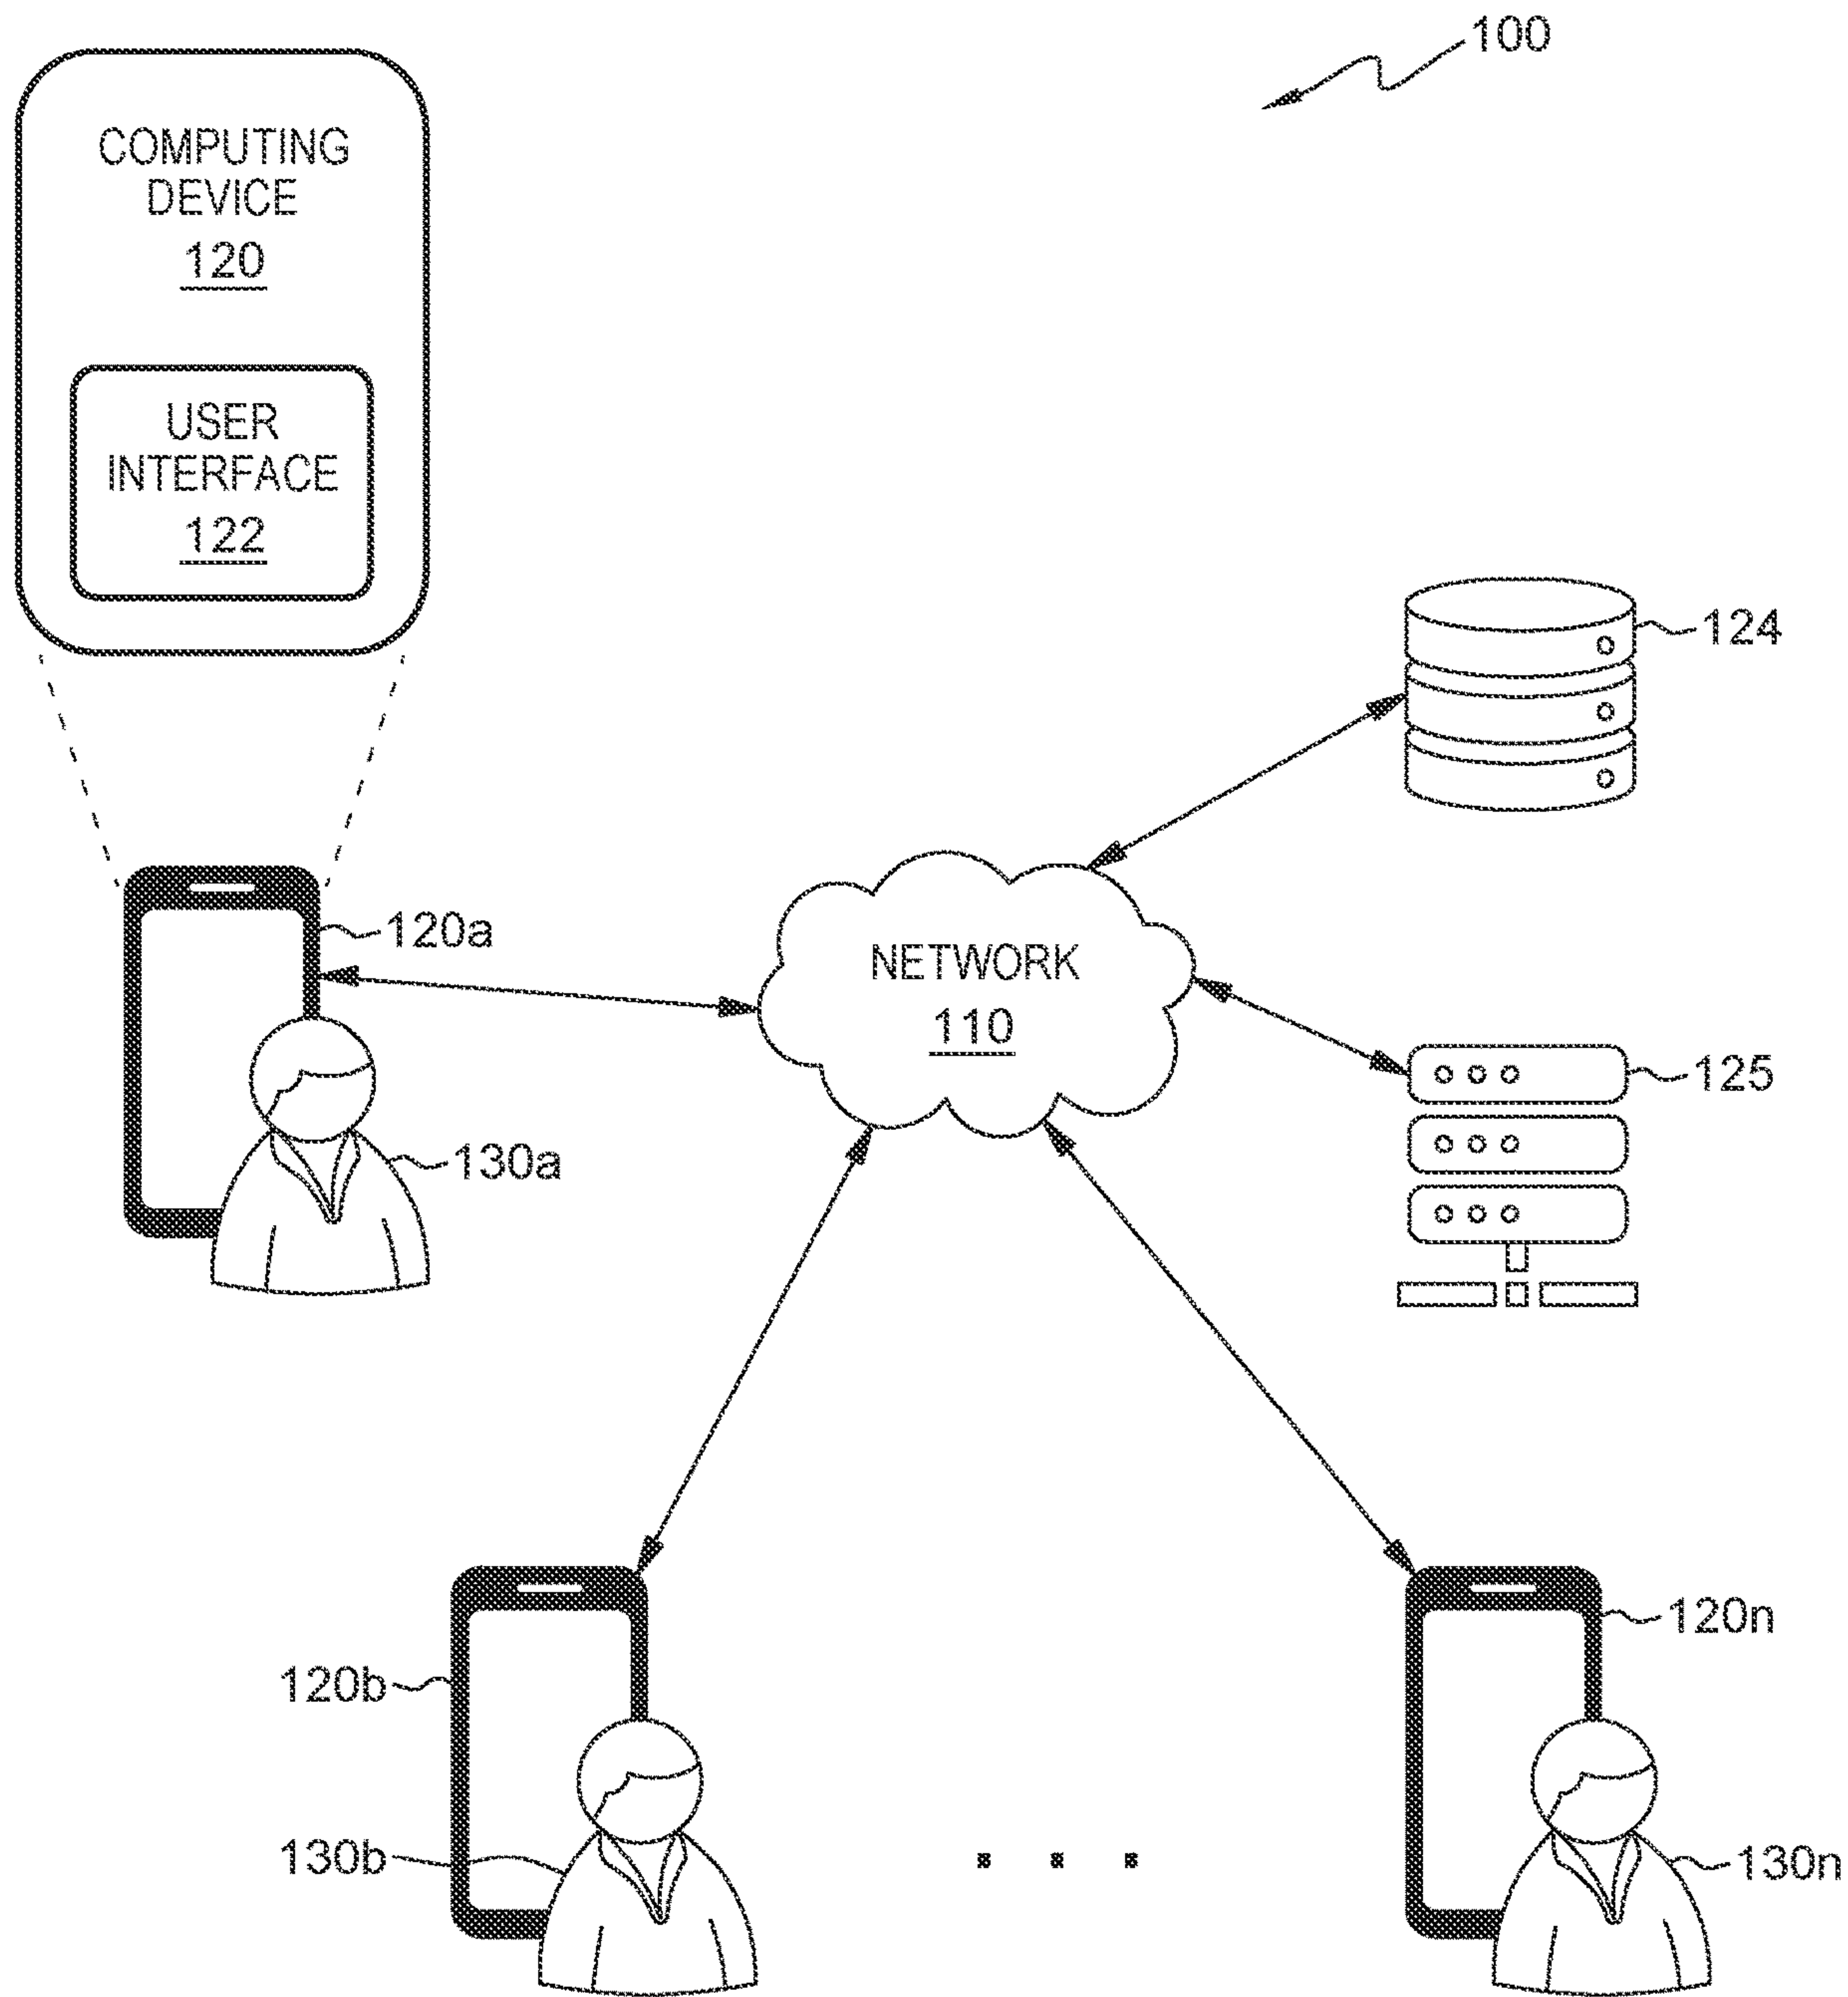 100
COMPUTING
DEVICE
120
USER
INTERFACE
122
124
120a
NETWORK
110
125
130a
120n
120b
130b
130n